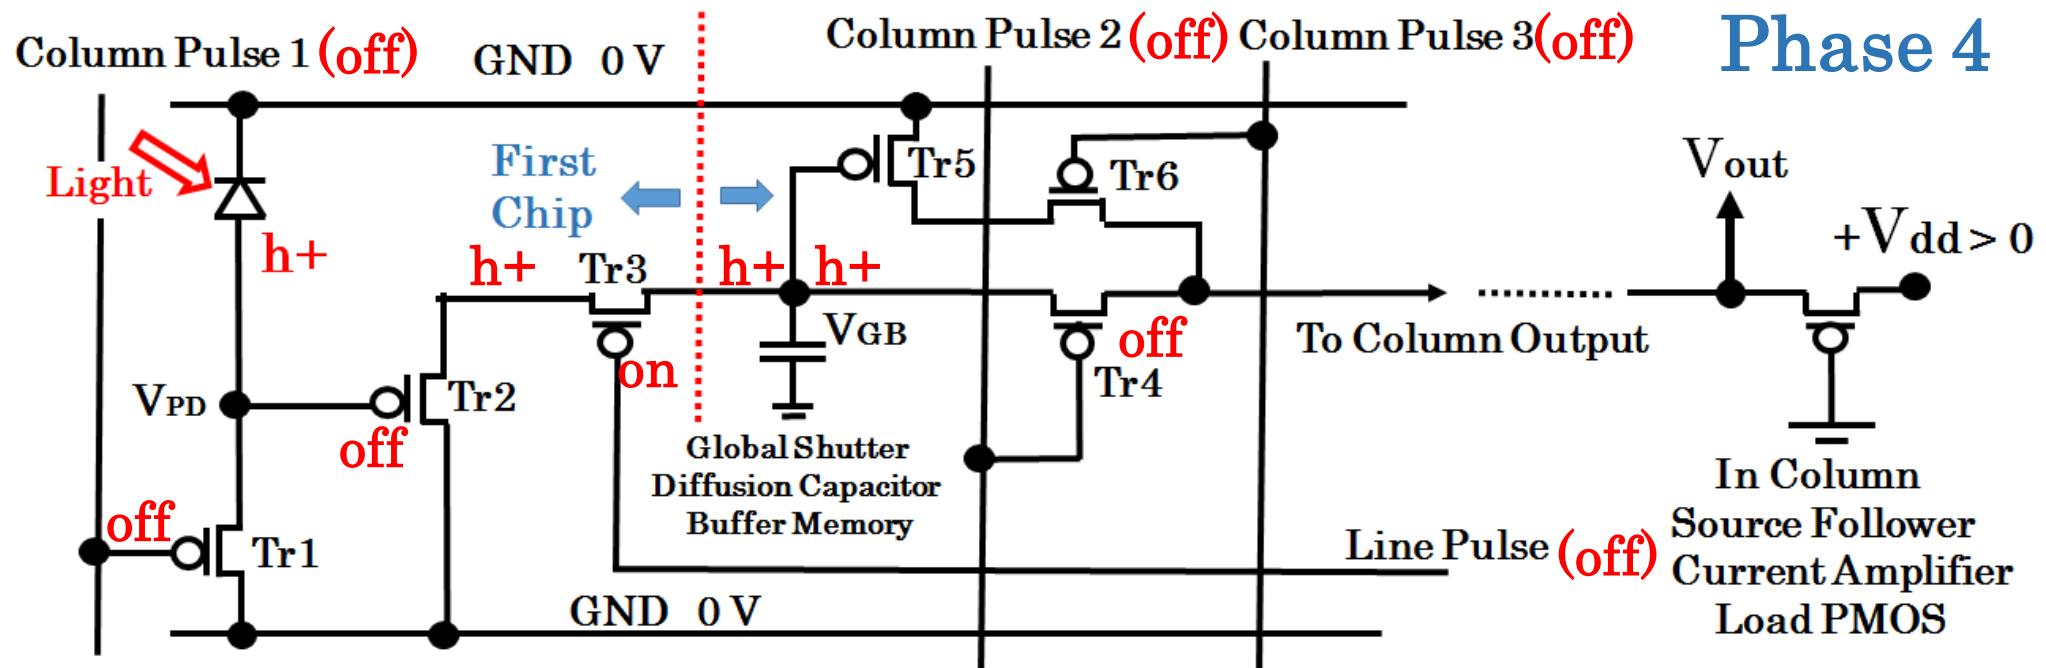 Column Pulse 1 (off)
GND 0 V
Column Pulse 2 (off)
Column Pulse 3 (off)
Phase 4
Light
First
Chip
Tr5
Tr6
Vout
+Vdd > 0
h+
h+
Tr3
h+
h+
VGB
on
off
Tr4
To Column Output
VPD
Tr2
off
Global Shutter
Diffusion Capacitor
Buffer Memory
off
Tr1
Line Pulse (off)
In Column
Source Follower
Current Amplifier
Load PMOS
GND 0 V